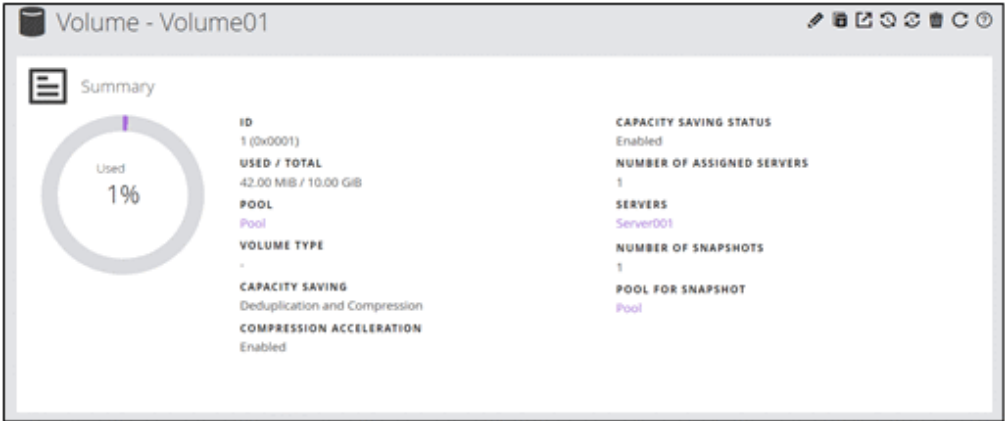 Volume - Volume01
Summary
Used
1%
ID
1 (0x0001)
USED / TOTAL
42.00 MiB / 10.00 GiB
POOL
Pool
VOLUME TYPE
-
CAPACITY SAVING
Deduplication and Compression
COMPRESSION ACCELERATION
Enabled
CAPACITY SAVING STATUS
Enabled
NUMBER OF ASSIGNED SERVERS
1
SERVERS
Server001
NUMBER OF SNAPSHOTS
1
POOL FOR SNAPSHOT
Pool